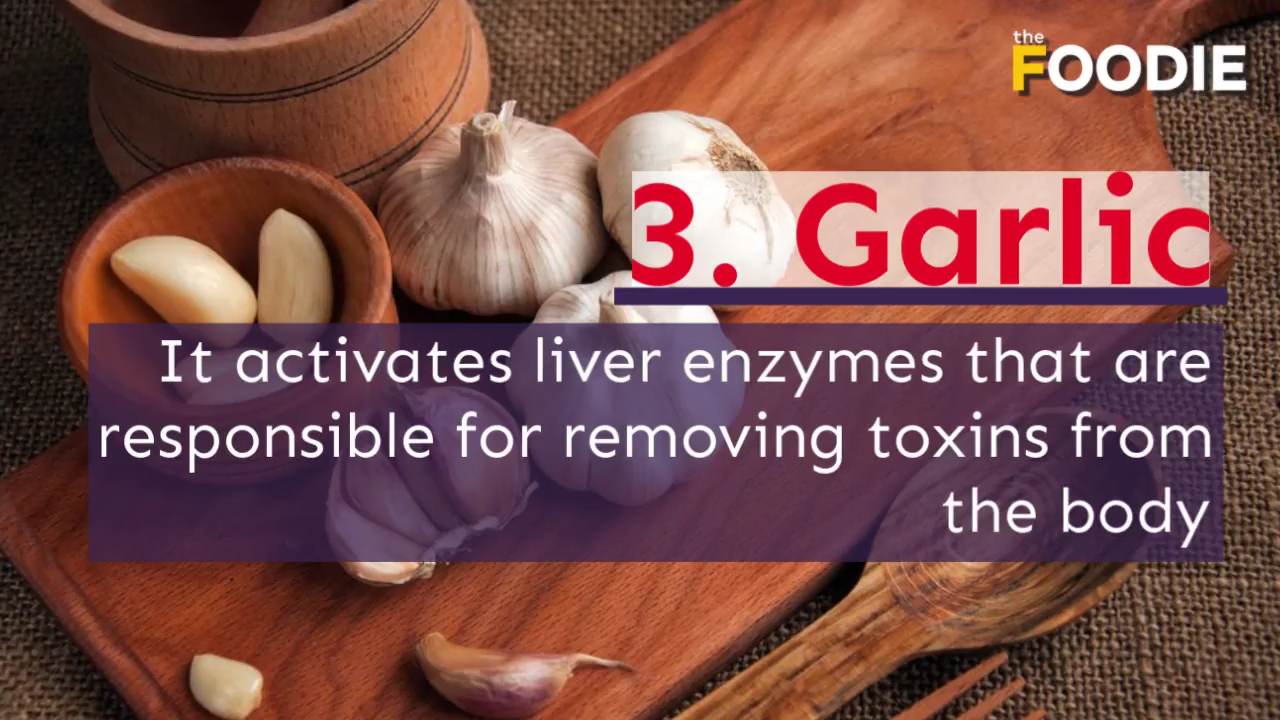 the
FOODIE
3. Garlic
It activates liver enzymes that are
responsible for removing toxins from
the body